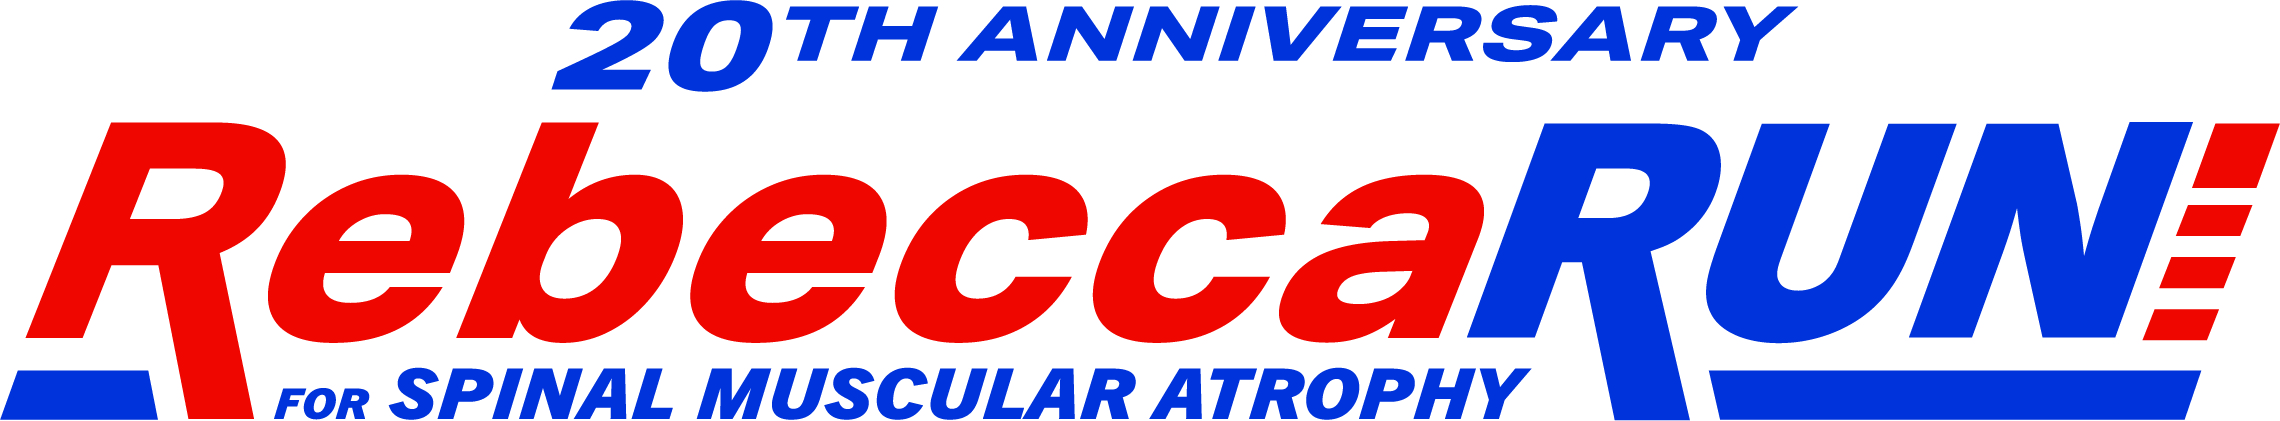 20TH ANNIVERSARY
RebeccaRUN
FOR SPINAL MUSCULAR ATROPHY